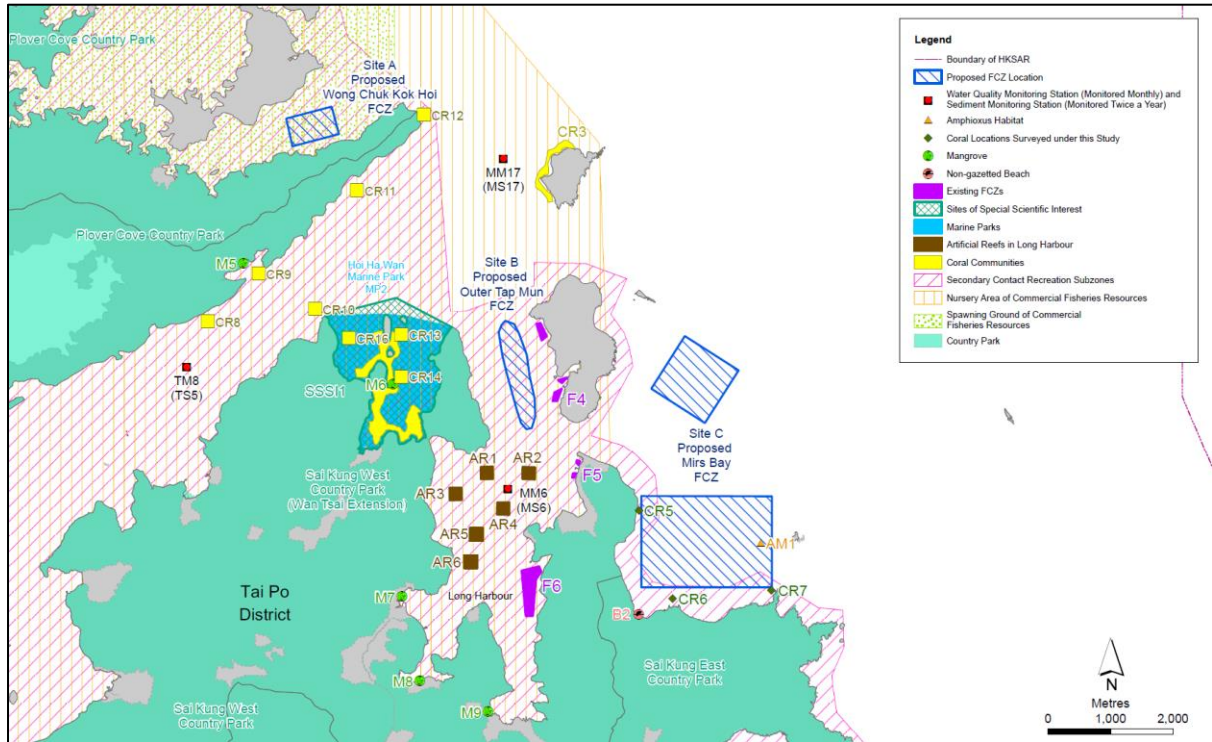 Plover Cove Country Park
Site A
Proposed
Wong Chuk Kok Hoi
FCZ
CR12
CR3
MM17
(MS17)
CR11
Plover Cove Country Park
M5
CR9
Hoi Ha Wan
Marine Park
MP2
Site B
Proposed
Outer Tap Mun
FCZ
CR10
CR8
CR16
CR13
CR14
M6
TM8
(TS5)
SSSI1
F4
Site C
Proposed
Mirs Bay
FCZ
Sai Kung West
Country Park
(Wan Tsai Extension)
AR1
AR2
F5
AR3
MM6
(MS6)
AR4
CR5
AR5
AM1
AR6
F6
Tai Po
District
M7
Long Harbour
CR6
CR7
B2
M8
Sai Kung East
Country Park
Sai Kung West
Country Park
M9
Legend
Boundary of HKSAR
Proposed FCZ Location
Water Quality Monitoring Station (Monitored Monthly) and
Sediment Monitoring Station (Monitored Twice a Year)
Amphioxus Habitat
Coral Locations Surveyed under this Study
Mangrove
Non-gazetted Beach
Existing FCZs
Sites of Special Scientific Interest
Marine Parks
Artificial Reefs in Long Harbour
Coral Communities
Secondary Contact Recreation Subzones
Nursery Area of Commercial Fisheries Resources
Spawning Ground of Commercial
Fisheries Resources
Country Park
N
Metres
0 1,000 2,000